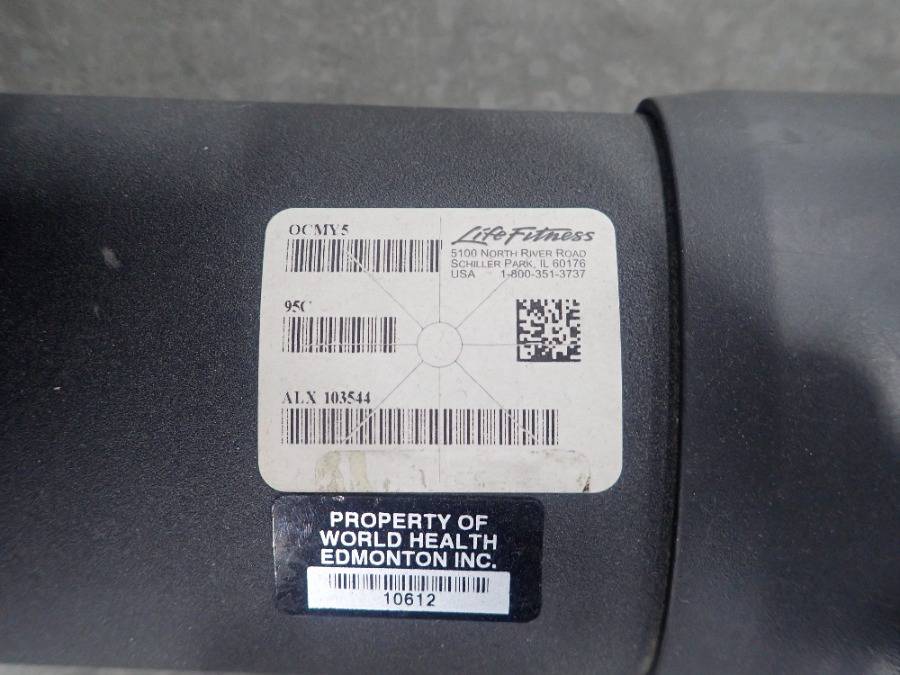 OCMY5
LifeFitness
5100 NORTH RIVER ROAD
SCHILLER PARK, IL 60176
USA 1-800-351-3737
95C
ALX 103544
PROPERTY OF
WORLD HEALTH
EDMONTON INC.
10612